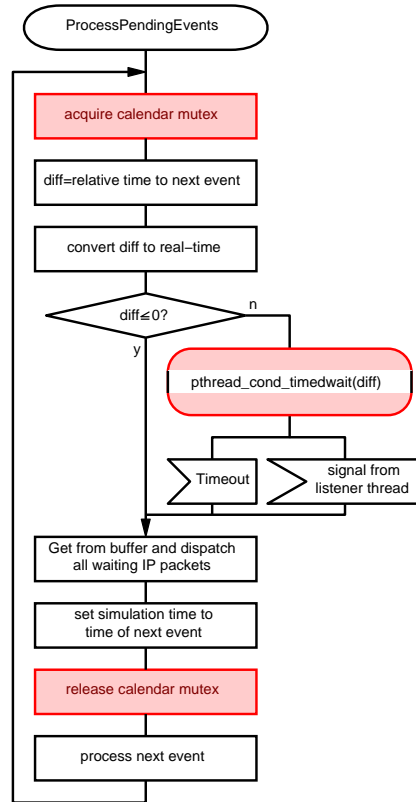 ProcessPendingEvents
acquire calendar mutex
diff=relative time to next event
convert diff to real−time
diff≦0?
n
y
pthread_cond_timedwait(diff)
Timeout
signal from
listener thread
Get from buffer and dispatch
all waiting IP packets
set simulation time to
time of next event
release calendar mutex
process next event